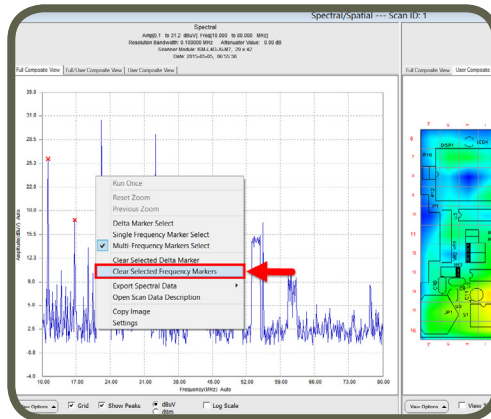 Spectral/Spatial --- Scan ID: 1
Spectral
Amp[0.1 to 31.2 dBuV] Freq[10.000 to 80.000 MHz]
Resolution Bandwidth: 0.100000 MHz Attenuator Value: 0.00 dB
Date: 2015-05-05, 06:55:38
Full Composite View Full/User Composite View User Composite View
Full Composite View User Composite
35.0
31.8
28.5
25.3
22.0
18.8
15.5
12.3
9.0
5.8
2.5
-0.8
-4.0
Amplitude(dBuV) Auto
Run Once
Reset Zoom
Previous Zoom
Delta Marker Select
Single Frequency Marker Select
Multi-Frequency Markers Select
Clear Selected Delta Marker
Clear Selected Frequency Markers
Export Spectral Data
Open Scan Data Description
Copy Image
Settings
10.00 17.00 24.00 31.00 38.00 45.00 52.00 59.00 66.00 73.00 80.00
Frequency(MHz) Auto
View Options Grid Show Peaks dBuV Log Scale
dBm
DISP1
LED4
JP1
View Options View